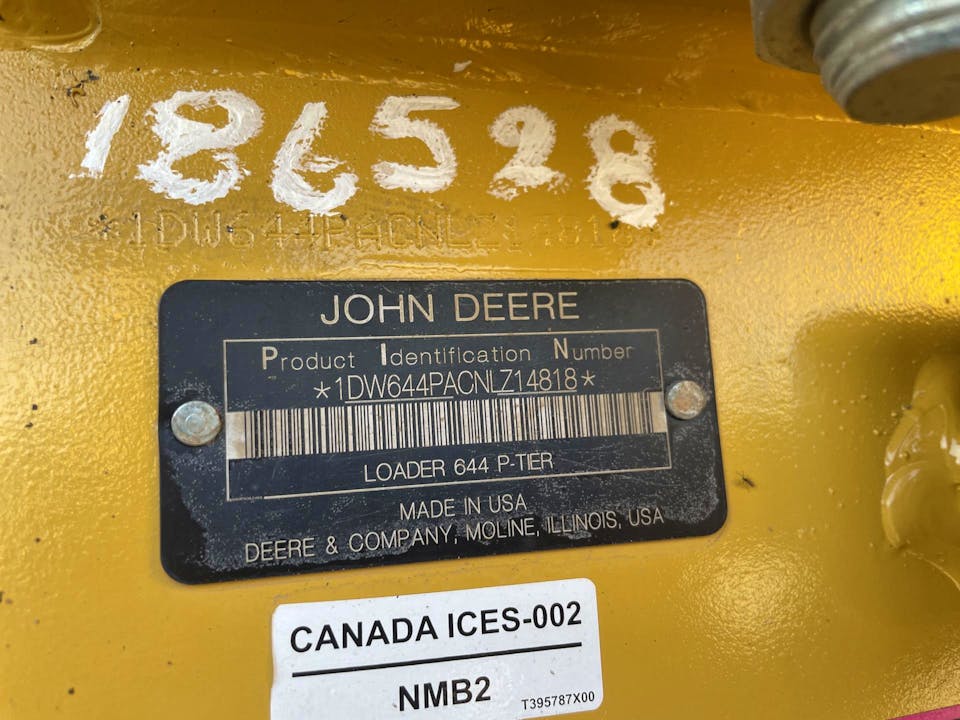 186528
*1DW644PACNLZ14818*
JOHN DEERE
Product Identification Number
*1DW644PACNLZ14818*
LOADER 644 P-TIER
MADE IN USA
DEERE & COMPANY, MOLINE, ILLINOIS, USA
CANADA ICES-002
NMB2
T395787X00